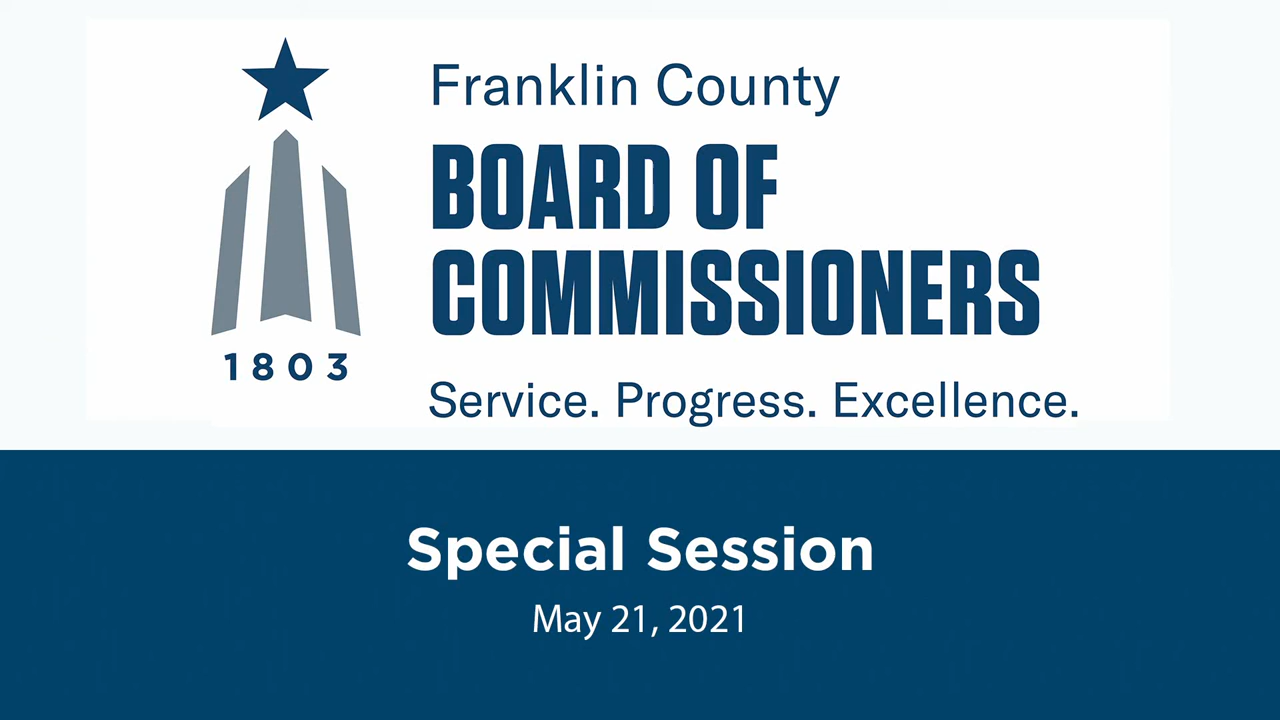 Franklin County
BOARD OF
COMMISSIONERS
1803
Service. Progress. Excellence.
Special Session
May 21, 2021